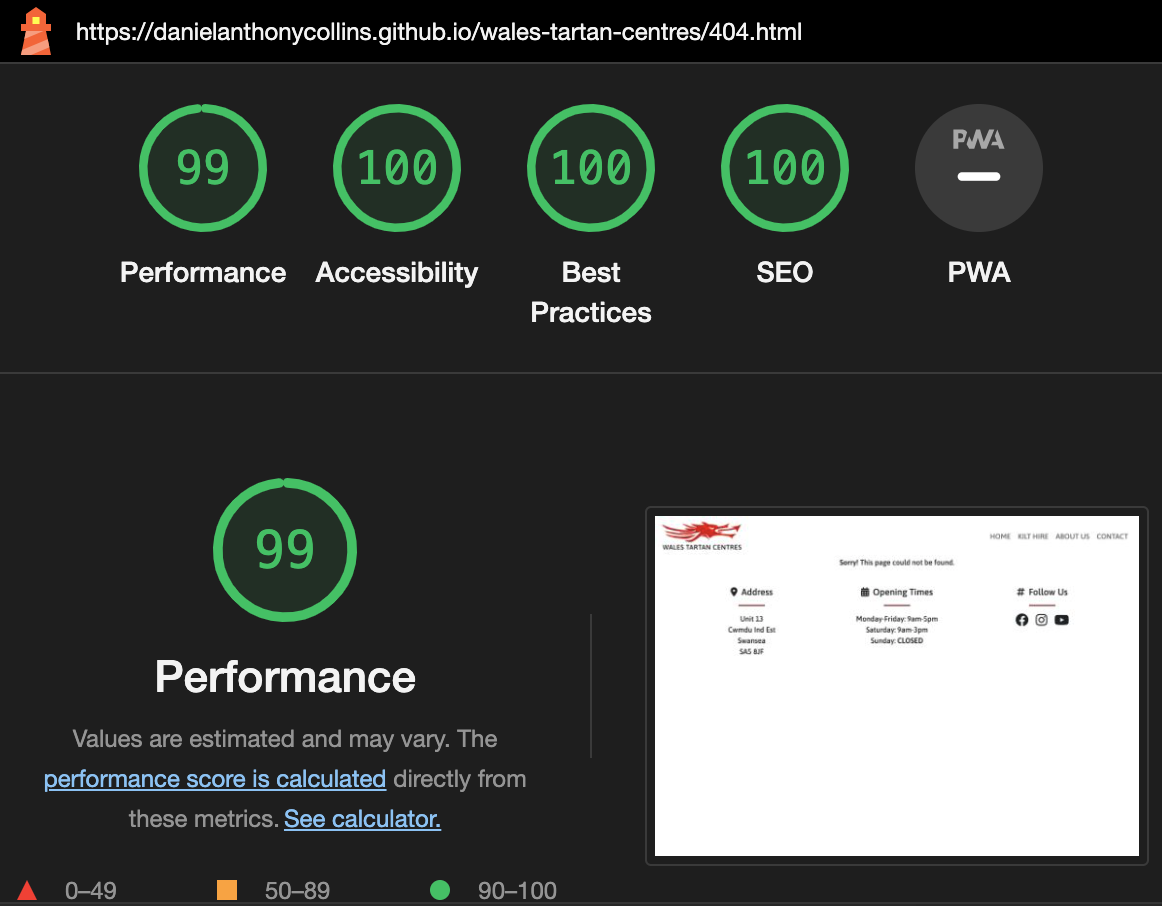 https://danielanthonycollins.github.io/wales-tartan-centres/404.html
99
100
100
100
PWA
Performance
Accessibility
Best
Practices
SEO
PWA
99
Performance
Values are estimated and may vary. The
performance score is calculated directly from
these metrics. See calculator.
0–49
50–89
90–100
WALES TARTAN CENTRES
HOME KILT HIRE ABOUT US CONTACT
Sorry! This page could not be found.
Address
Unit 13
Cwmdu Ind Est
Swansea
SA5 8JF
Opening Times
Monday-Friday: 9am-5pm
Saturday: 9am-3pm
Sunday: CLOSED
# Follow Us